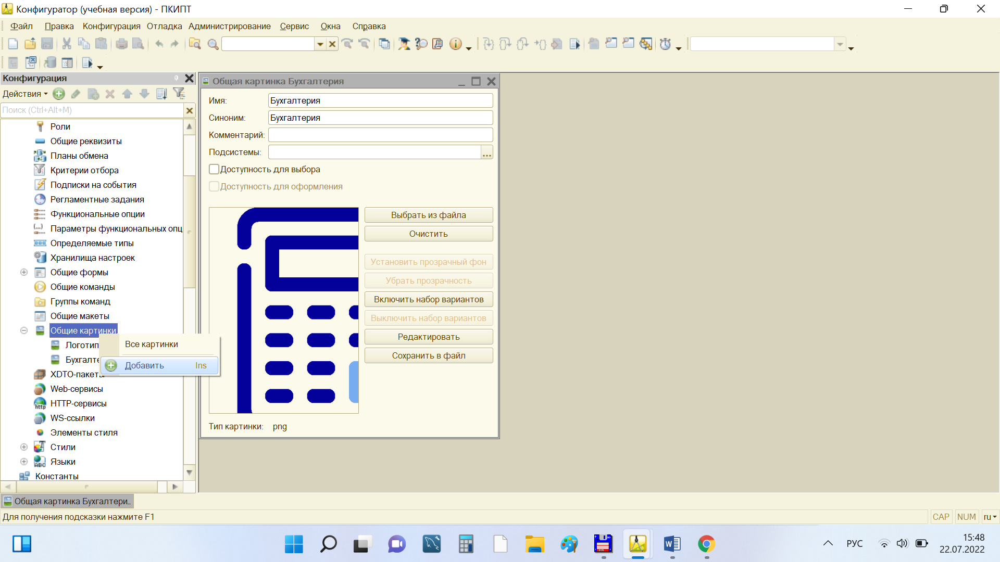 Конфигуратор (учебная версия) - ПКИПТ
Файл Правка Конфигурация Отладка Администрирование Сервис Окна Справка
Конфигурация
Действия
Поиск (Ctrl+Alt+M)
Роли
Общие реквизиты
Планы обмена
Критерии отбора
Подписки на события
Регламентные задания
Функциональные опции
Параметры функциональных опц
Определяемые типы
Хранилища настроек
Общие формы
Общие команды
Группы команд
Общие макеты
Общие картинки
Логотип
Бухгалте
XDTO-пакеты
Web-сервисы
HTTP-сервисы
WS-ссылки
Элементы стиля
Стили
Языки
Константы
Все картинки
Добавить Ins
Общая картинка Бухгалтерия
Имя: Бухгалтерия
Синоним: Бухгалтерия
Комментарий:
Подсистемы: ...
Доступность для выбора
Доступность для оформления
Выбрать из файла
Очистить
Установить прозрачный фон
Убрать прозрачность
Включить набор вариантов
Выключить набор вариантов
Редактировать
Сохранить в файл
Тип картинки: png
Общая картинка Бухгалтери...
Для получения подсказки нажмите F1
CAP NUM ru
РУС
15:48
22.07.2022